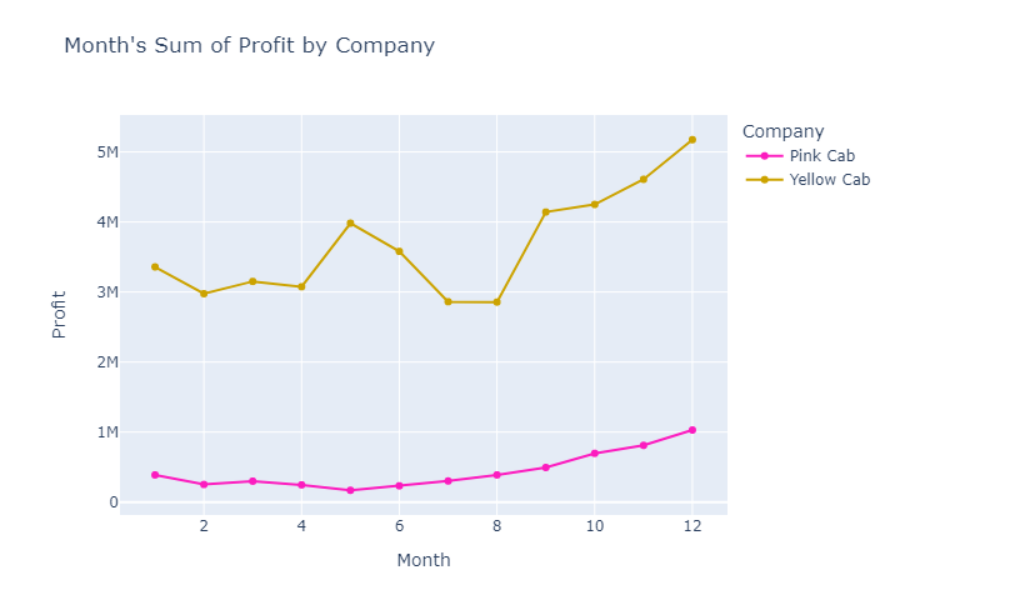 Month's Sum of Profit by Company
Company
Pink Cab
Yellow Cab
5M
4M
3M
2M
1M
0
Profit
2 4 6 8 10 12
Month